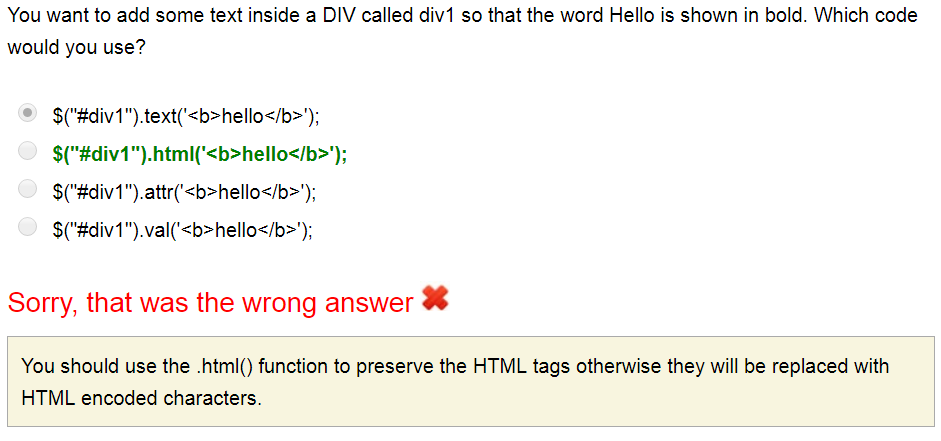 You want to add some text inside a DIV called div1 so that the word Hello is shown in bold. Which code
would you use?
$("#div1").text('<b>hello</b>');
$("#div1").html('<b>hello</b>');
$("#div1").attr('<b>hello</b>');
$("#div1").val('<b>hello</b>');
Sorry, that was the wrong answer
You should use the .html() function to preserve the HTML tags otherwise they will be replaced with
HTML encoded characters.